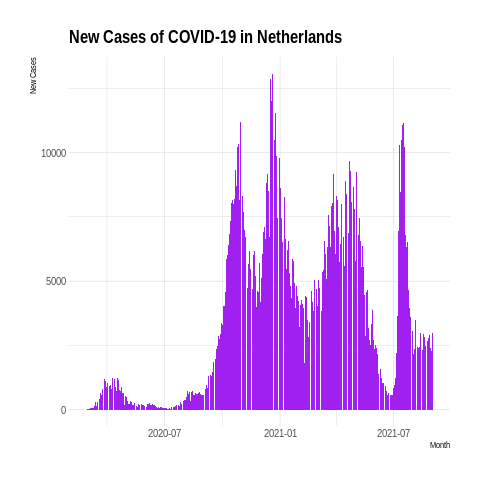 New Cases of COVID-19 in Netherlands
New Cases
10000
5000
0
2020-07
2021-01
2021-07
Month